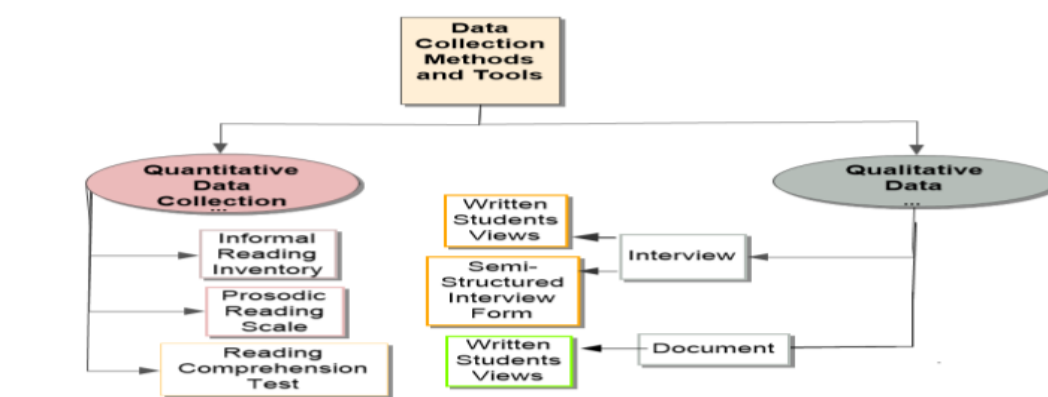 Data
Collection
Methods
and Tools
Quantitative
Data
Collection
...
Qualitative
Data
...
Informal
Reading
Inventory
Prosodic
Reading
Scale
Reading
Comprehension
Test
Written
Students
Views
Interview
Semi-
Structured
Interview
Form
Written
Students
Views
Document